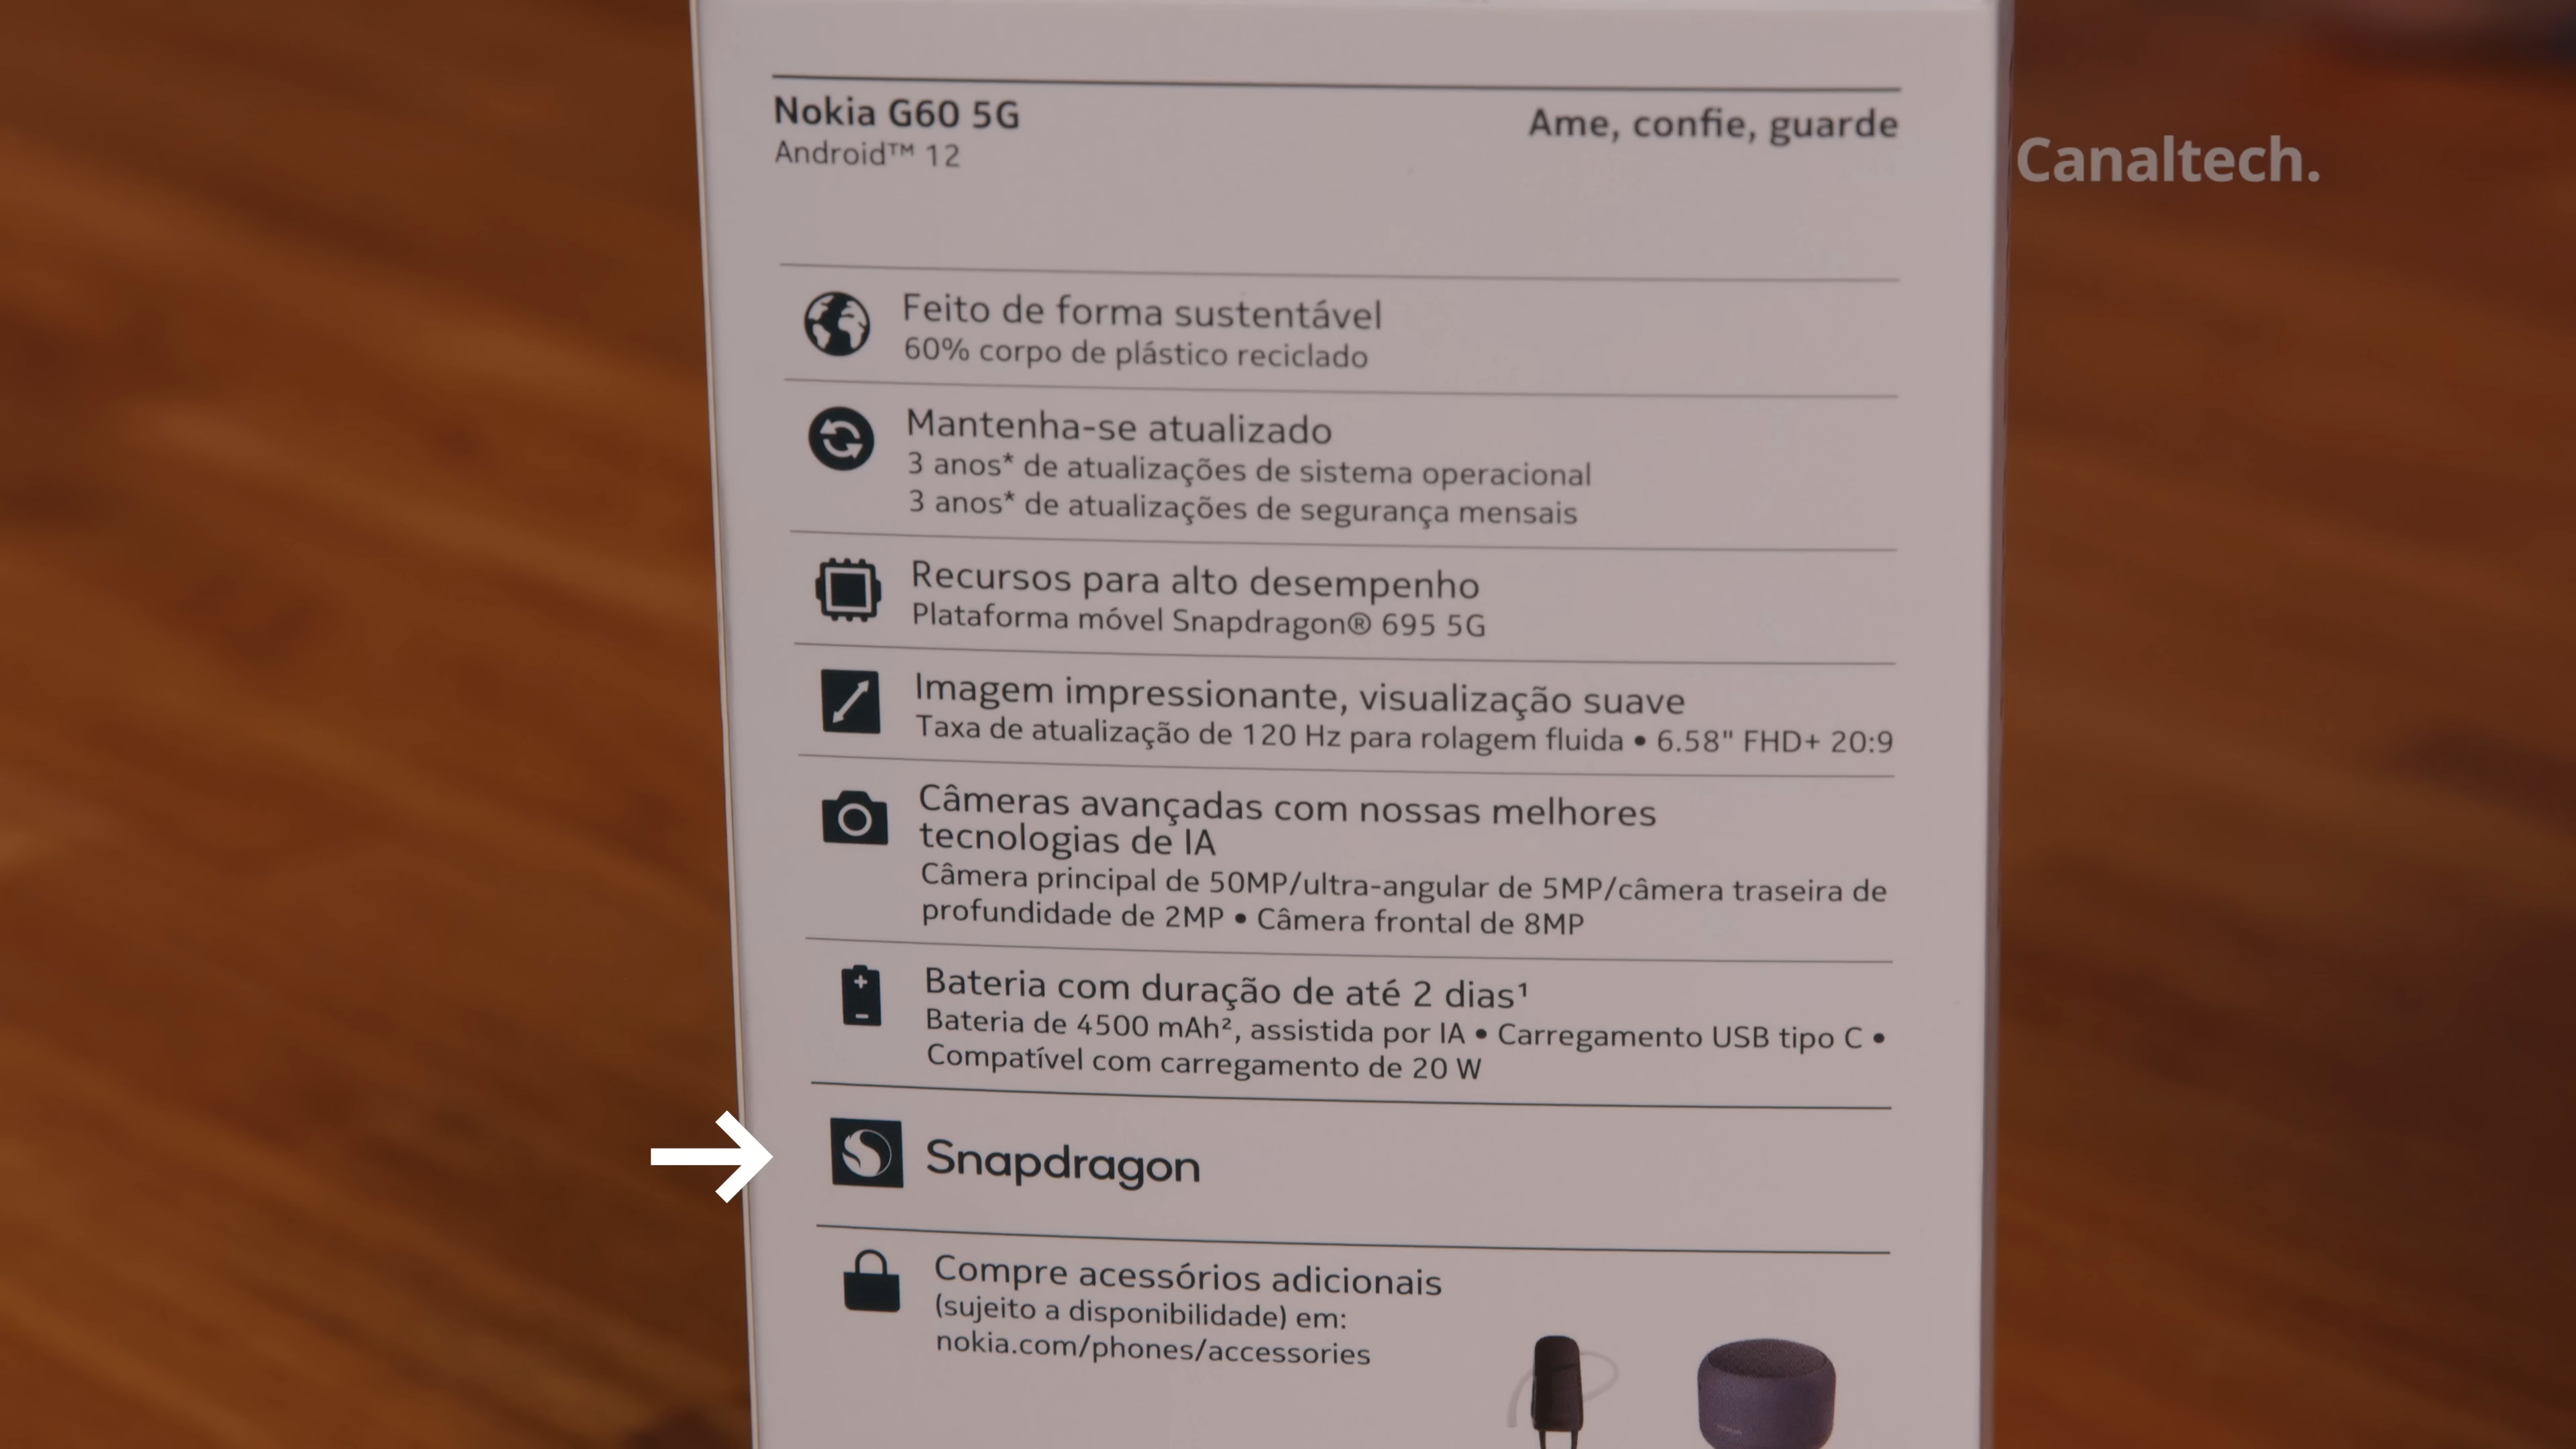 Nokia G60 5G
Android™ 12
Ame, confie, guarde
Canaltech.
Feito de forma sustentável
60% corpo de plástico reciclado
Mantenha-se atualizado
3 anos* de atualizações de sistema operacional
3 anos* de atualizações de segurança mensais
Recursos para alto desempenho
Plataforma móvel Snapdragon® 695 5G
Imagem impressionante, visualização suave
Taxa de atualização de 120 Hz para rolagem fluida • 6.58" FHD+ 20:9
Câmeras avançadas com nossas melhores
tecnologias de IA
Câmera principal de 50MP/ultra-angular de 5MP/câmera traseira de
profundidade de 2MP • Câmera frontal de 8MP
Bateria com duração de até 2 dias¹
Bateria de 4500 mAh², assistida por IA • Carregamento USB tipo C •
Compatível com carregamento de 20 W
Snapdragon
Compre acessórios adicionais
(sujeito a disponibilidade) em:
nokia.com/phones/accessories